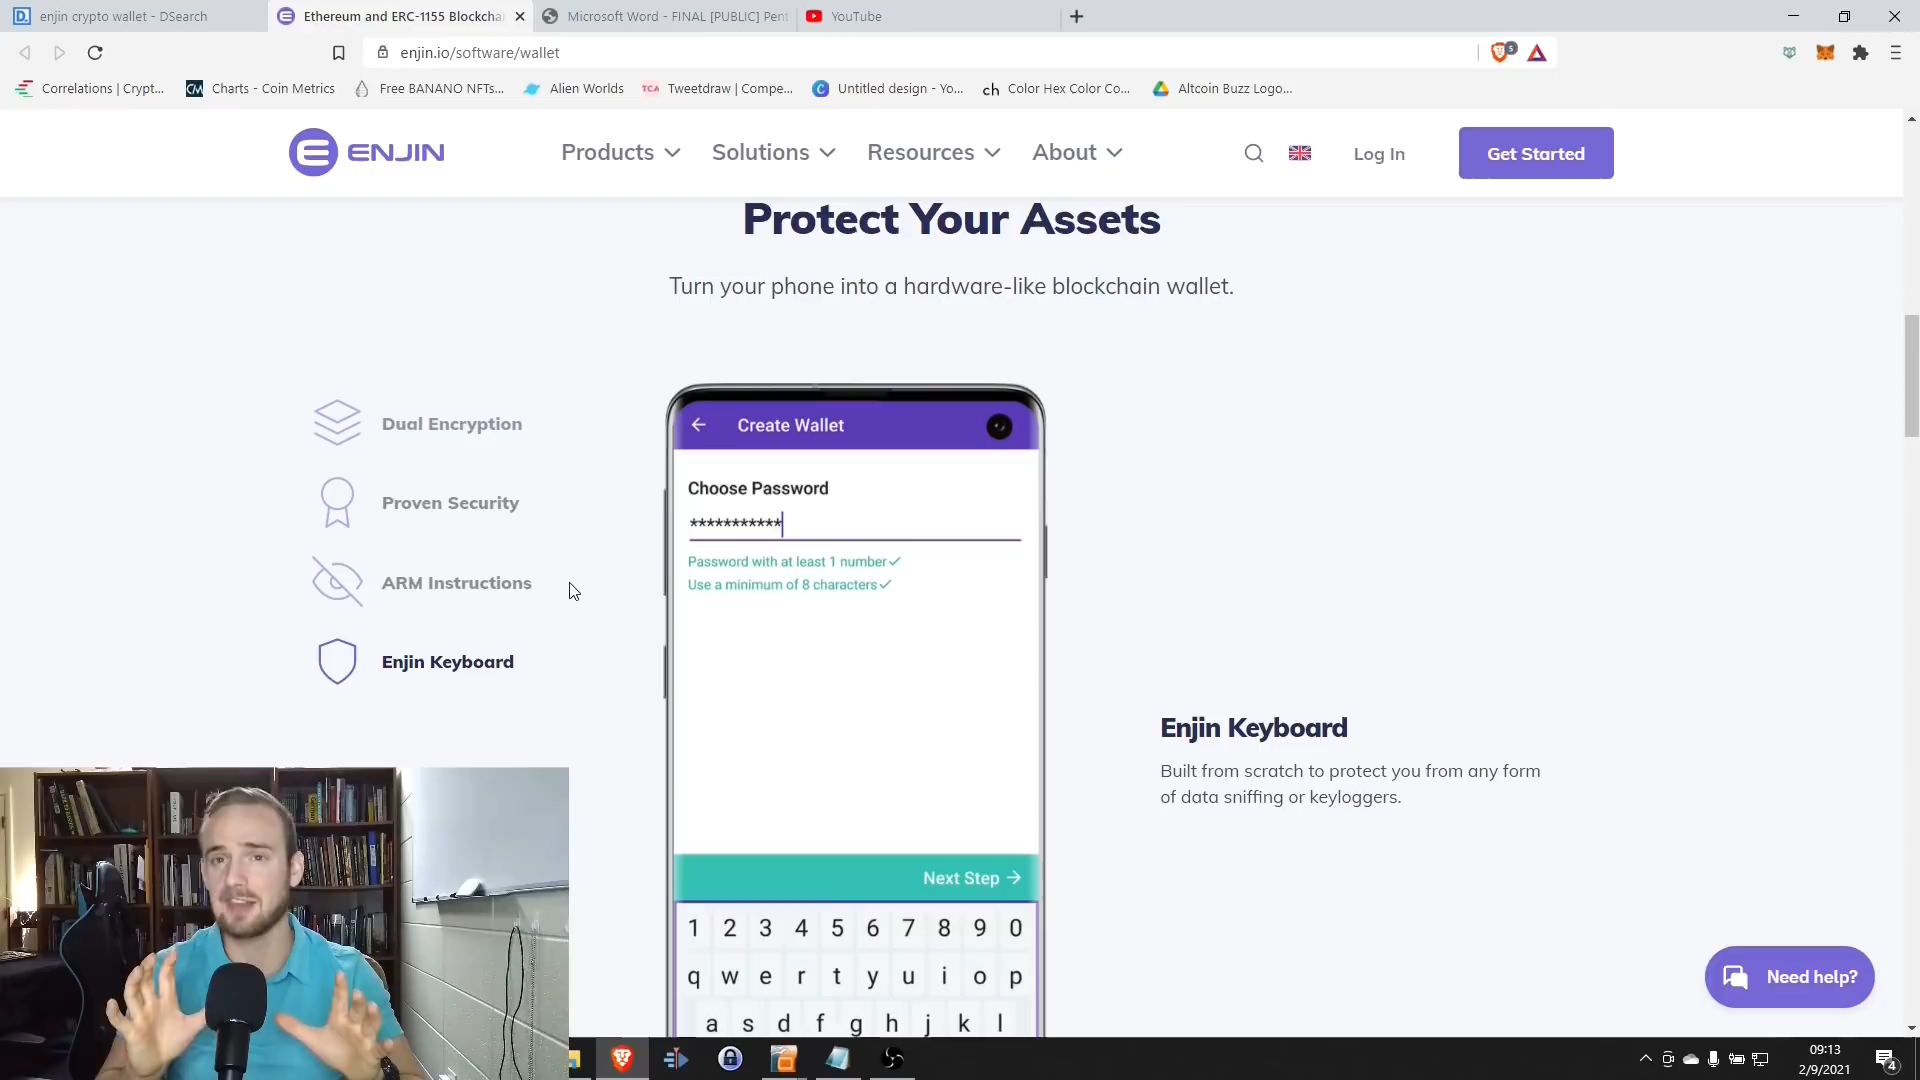 enjin crypto wallet - DSearch
Ethereum and ERC-1155 Blockcha
Microsoft Word - FINAL [PUBLIC] Pent
YouTube
enjin.io/software/wallet
5
Correlations | Crypt...
CM
Charts - Coin Metrics
Free BANANO NFTs...
Alien Worlds
TCA
Tweetdraw | Compe...
Untitled design - Yo...
ch
Color Hex Color Co...
Altcoin Buzz Logo...
ENJIN
Products
Solutions
Resources
About
Log In
Get Started
Protect Your Assets
Turn your phone into a hardware-like blockchain wallet.
Dual Encryption
Proven Security
ARM Instructions
Enjin Keyboard
Create Wallet
Choose Password
***********
Password with at least 1 number
Use a minimum of 8 characters
Next Step
1 2 3 4 5 6 7 8 9 0
q w e r t y u i o p
a s d f g h j k l
Enjin Keyboard
Built from scratch to protect you from any form
of data sniffing or keyloggers.
Need help?
09:13
2/9/2021
4